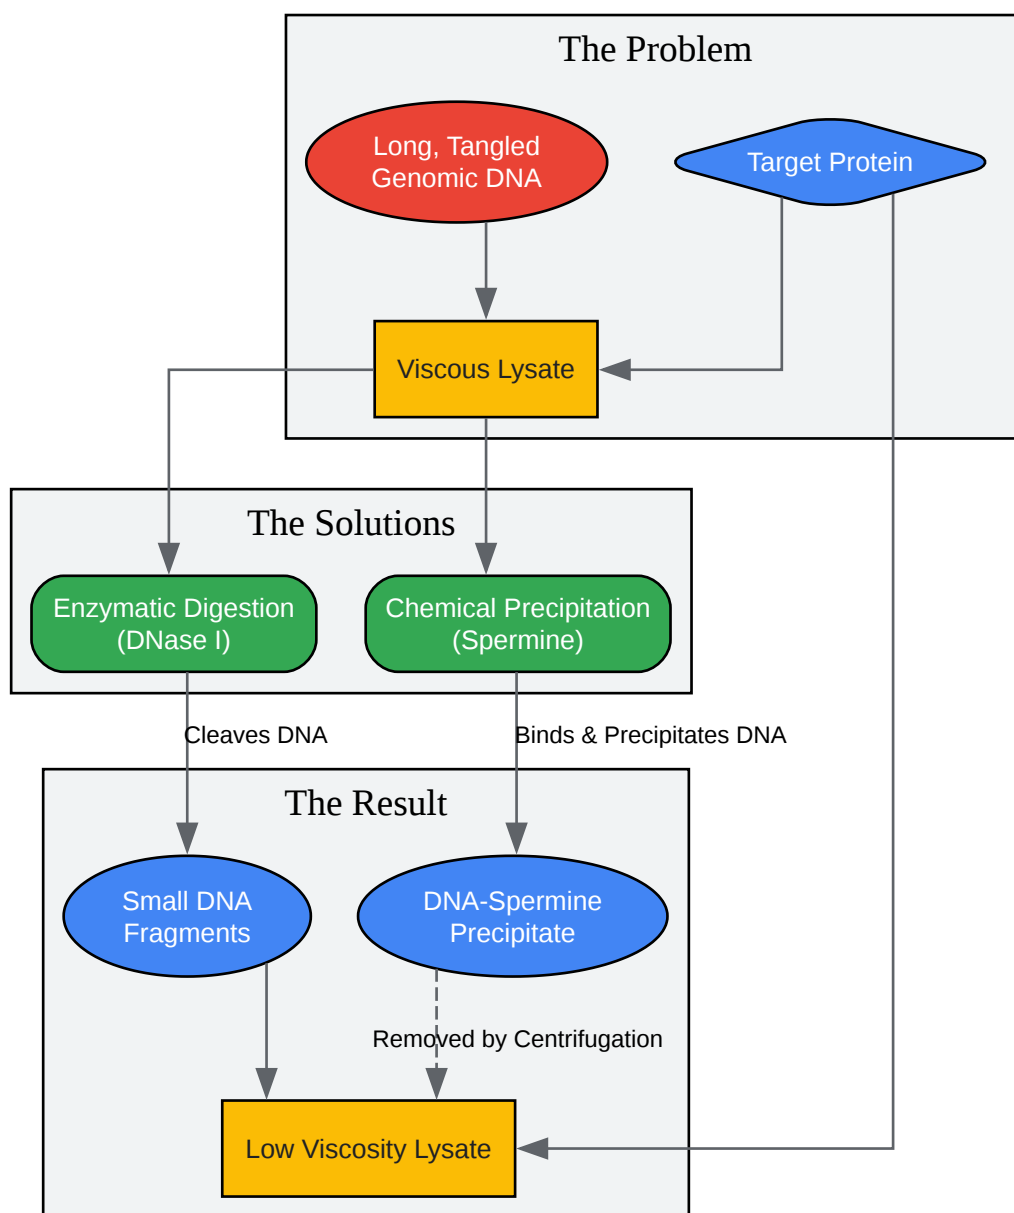 The Problem
Long, Tangled
Genomic DNA
Target Protein
Viscous Lysate
The Solutions
Enzymatic Digestion
(DNase I)
Chemical Precipitation
(Spermine)
Cleaves DNA
Binds & Precipitates DNA
The Result
Small DNA
Fragments
DNA-Spermine
Precipitate
Removed by Centrifugation
Low Viscosity Lysate